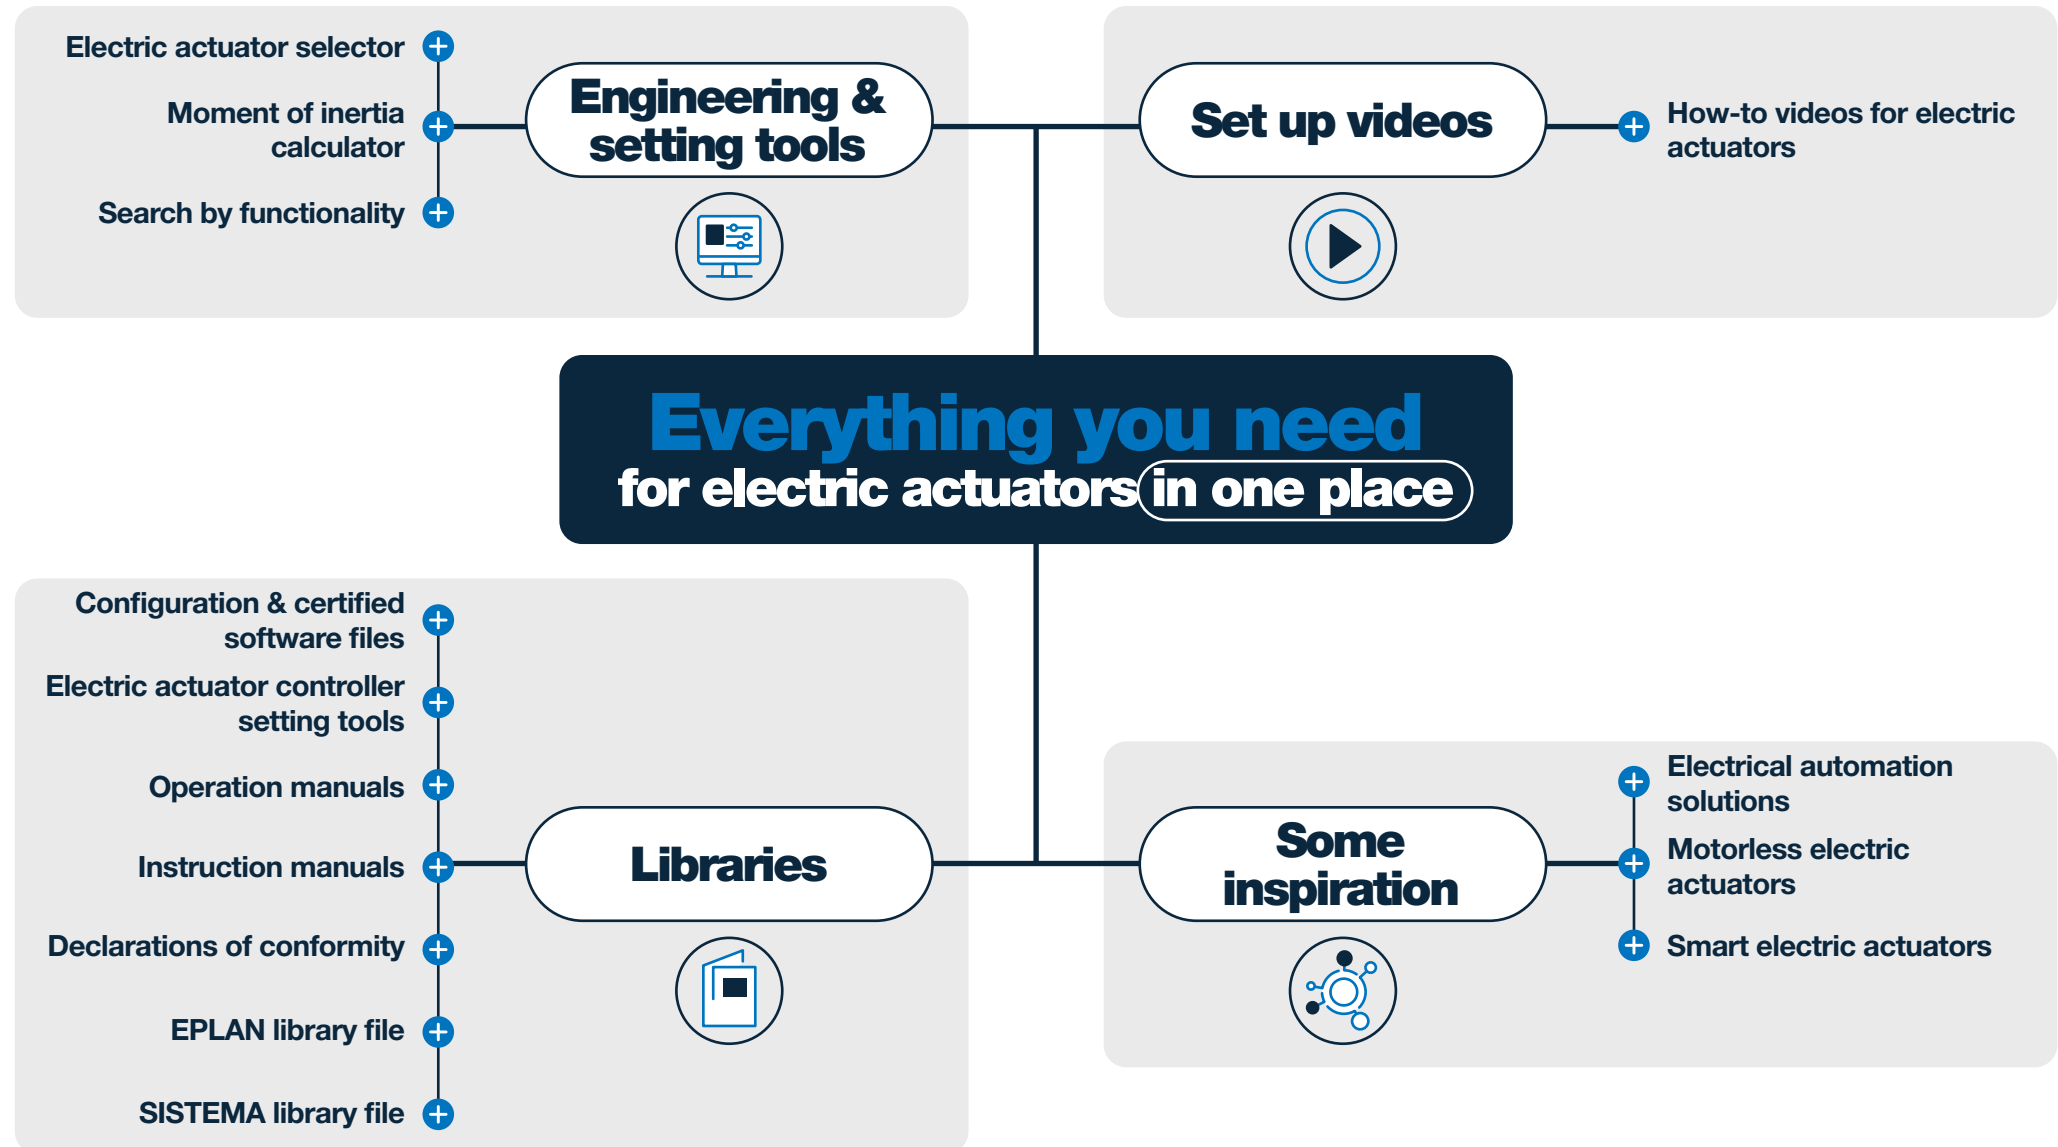 Electric actuator selector
Moment of inertia
calculator
Search by functionality
Engineering &
setting tools
Set up videos
How-to videos for electric
actuators
Everything you need
for electric actuators in one place
Configuration & certified
software files
Electric actuator controller
setting tools
Operation manuals
Instruction manuals
Declarations of conformity
EPLAN library file
SISTEMA library file
Libraries
Some
inspiration
Electrical automation
solutions
Motorless electric
actuators
Smart electric actuators